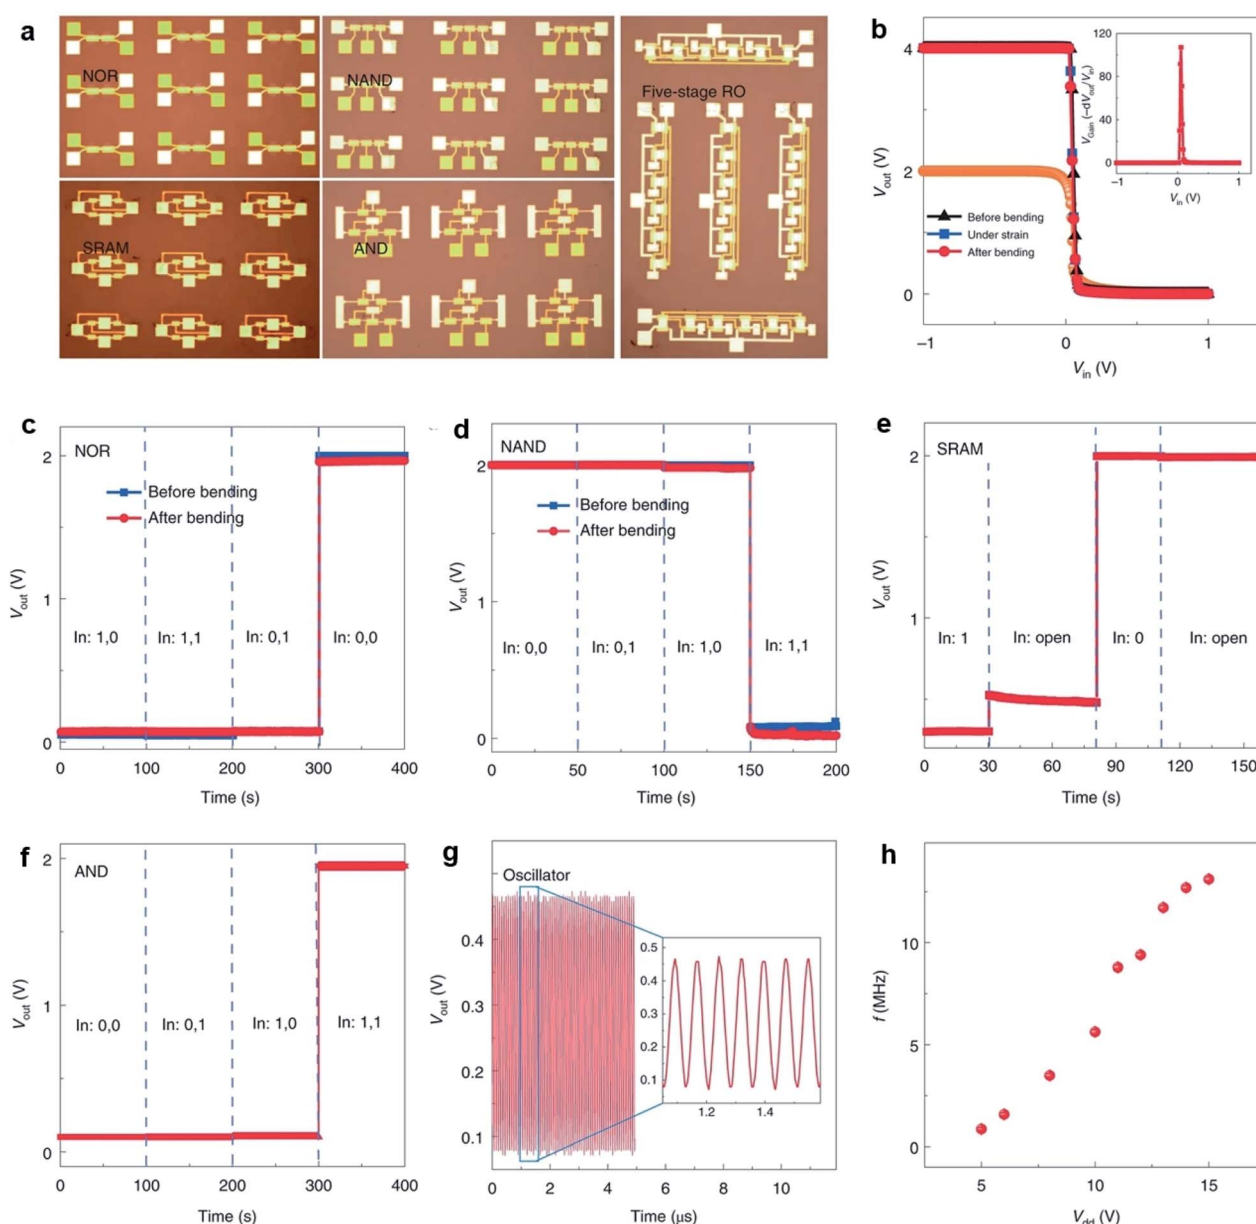 a
NOR
NAND
Five-stage RO
SRAM
AND
b
4
2
0
−1
0
1
V_out (V)
V_in (V)
Before bending
Under strain
After bending
120
80
40
0
−1
0
1
V_Gain (−dV_out/V_in)
V_in (V)
c
NOR
Before bending
After bending
2
1
0
V_out (V)
In: 1,0
In: 1,1
In: 0,1
In: 0,0
0
100
200
300
400
Time (s)
d
NAND
Before bending
After bending
2
1
0
V_out (V)
In: 0,0
In: 0,1
In: 1,0
In: 1,1
0
50
100
150
200
Time (s)
e
SRAM
2
1
V_out (V)
In: 1
In: open
In: 0
In: open
0
30
60
90
120
150
Time (s)
f
AND
2
1
0
V_out (V)
In: 0,0
In: 0,1
In: 1,0
In: 1,1
0
100
200
300
400
Time (s)
g
Oscillator
0.4
0.3
0.2
0.1
V_out (V)
0.5
0.4
0.3
0.2
0.1
1.2
1.4
0
2
4
6
8
10
Time (μs)
h
10
5
0
f (MHz)
5
10
15
V_dd (V)